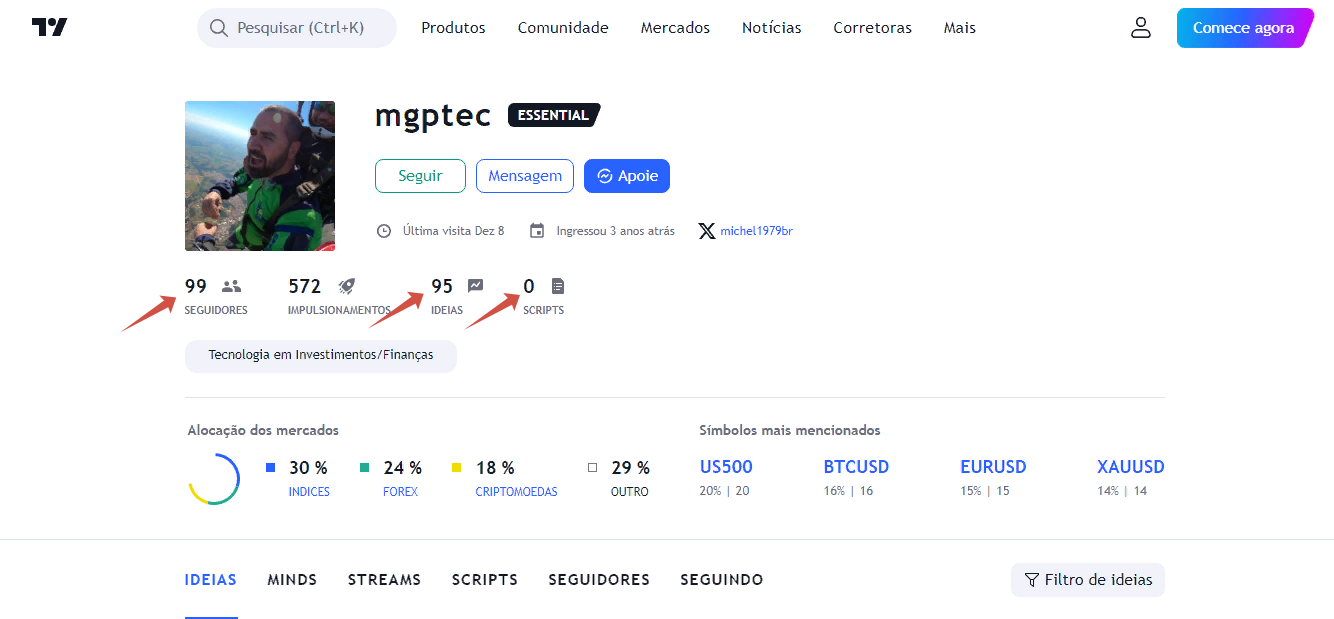 Pesquisar (Ctrl+K) Produtos Comunidade Mercados Notícias Corretoras Mais Comece agora
mgptec ESSENTIAL
Seguir Mensagem Apoie
Última visita Dez 8 Ingressou 3 anos atrás michel1979br
99 572 95 0
SEGUIDORES IMPULSIONAMENTOS IDEIAS SCRIPTS
Tecnologia em Investimentos/Finanças
Alocação dos mercados Símbolos mais mencionados
30 % 24 % 18 % 29 % US500 BTCUSD EURUSD XAUUSD
INDICES FOREX CRIPTOMOEDAS OUTRO 20% | 20 16% | 16 15% | 15 14% | 14
IDEIAS MINDS STREAMS SCRIPTS SEGUIDORES SEGUINDO Filtro de ideias